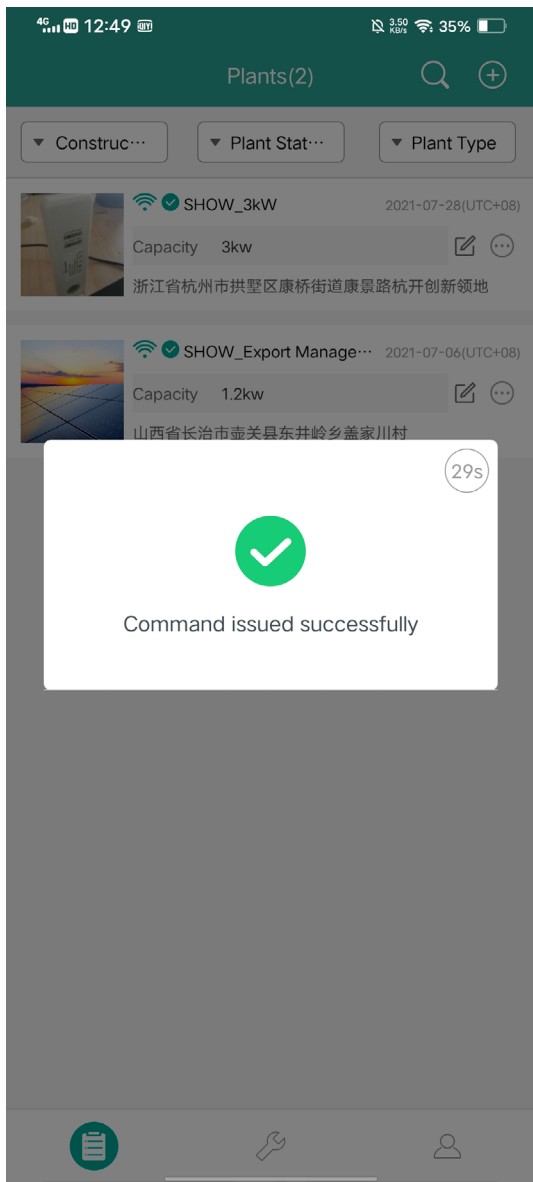 4G HD 12:49 QIY 3.50 KB/s 35%
Plants(2)
Construc··· Plant Stat··· Plant Type
SHOW_3kW 2021-07-28(UTC+08)
Capacity 3kw
浙江省杭州市拱墅区康桥街道康景路杭开创新领地
SHOW_Export Manage··· 2021-07-06(UTC+08)
Capacity 1.2kw
山西省长治市壶关县东井岭乡盖家川村
29s
Command issued successfully